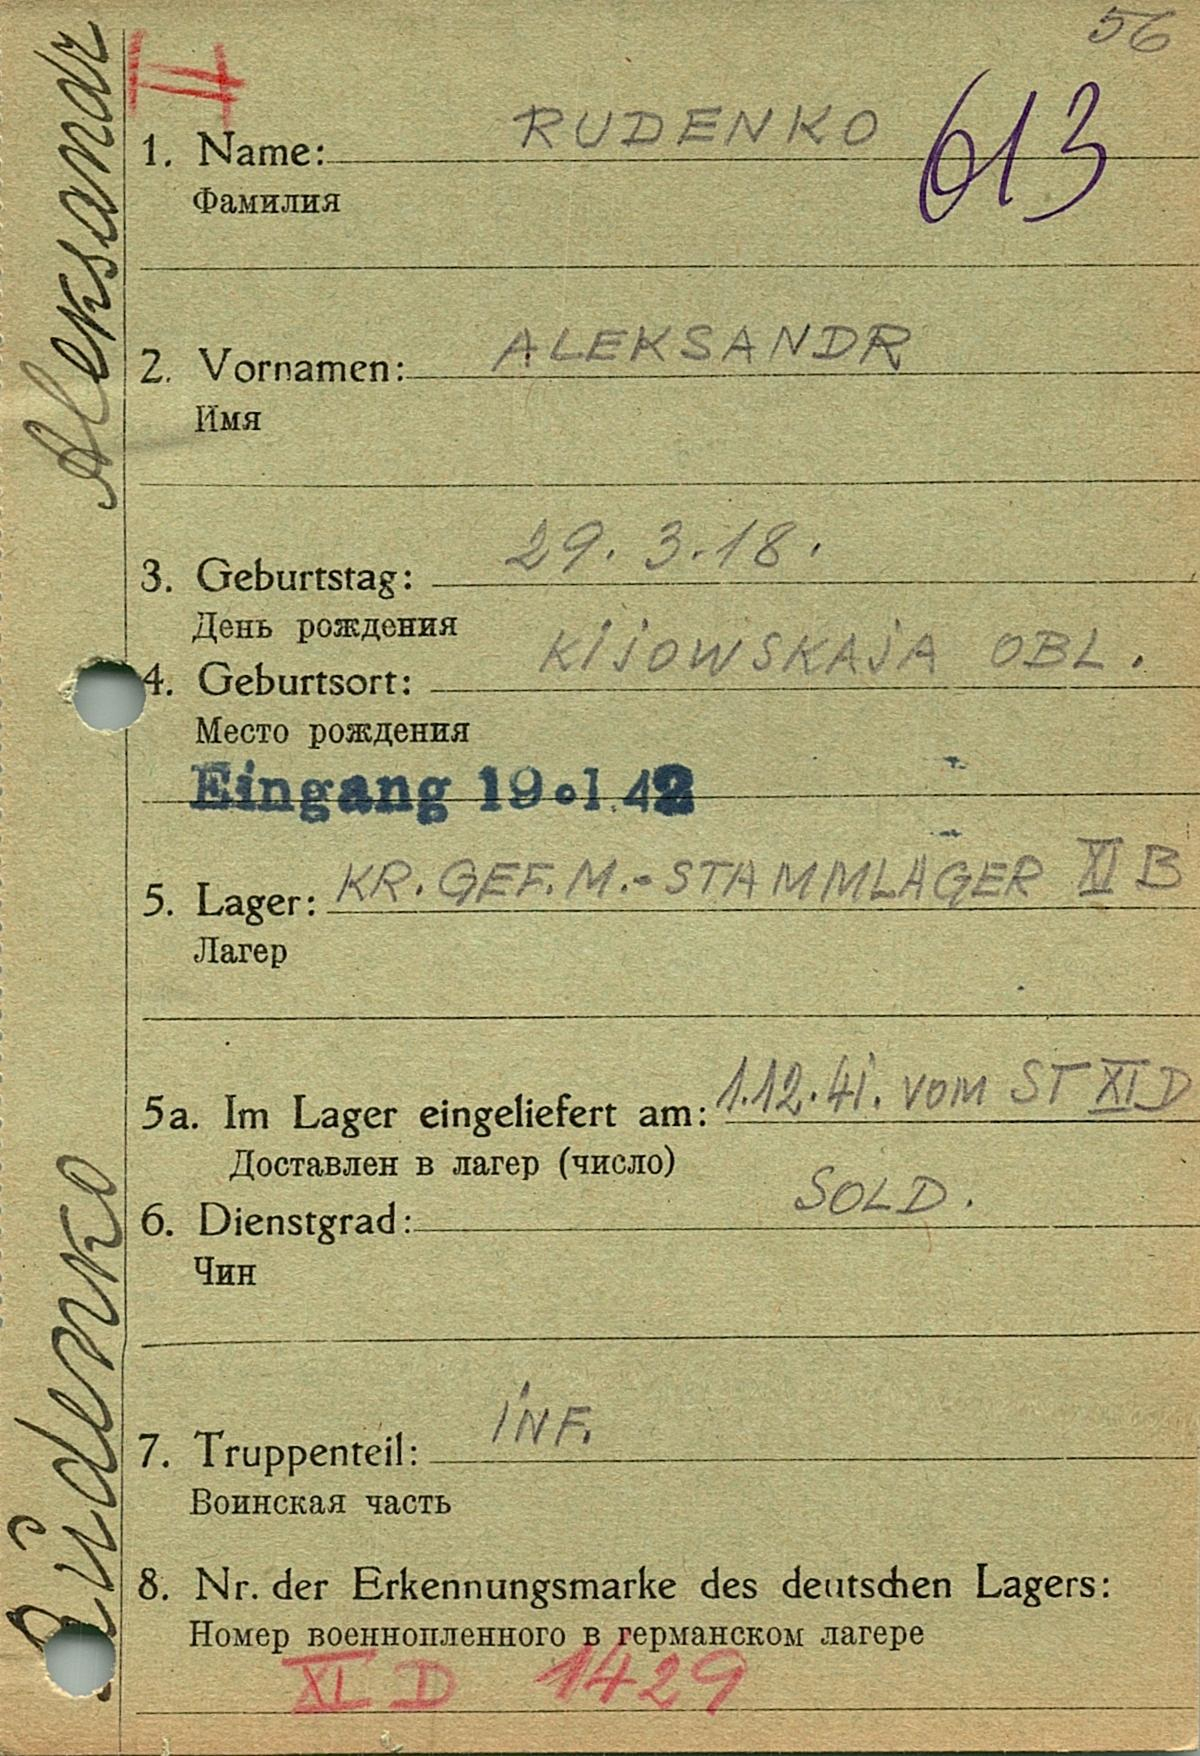 56
II
613
1. Name: RUDENKO
Фамилия
2. Vornamen: ALEKSANDR
Имя
3. Geburtstag: 29.3.18.
День рождения
4. Geburtsort: KIJOWSKAJA OBL.
Место рождения
Eingang 19.1.42
5. Lager: KR.GEF.M.-STAMMLAGER XI B
Лагерь
5a. Im Lager eingeliefert am: 1.12.41. VOM ST XI D
Доставлен в лагер (число)
6. Dienstgrad: SOLD.
Чин
7. Truppenteil: INF.
Воинская часть
8. Nr. der Erkennungsmarke des deutschen Lagers:
Номер военнопленного в германском лагере
XI D 1429
Rudenko Aleksandr